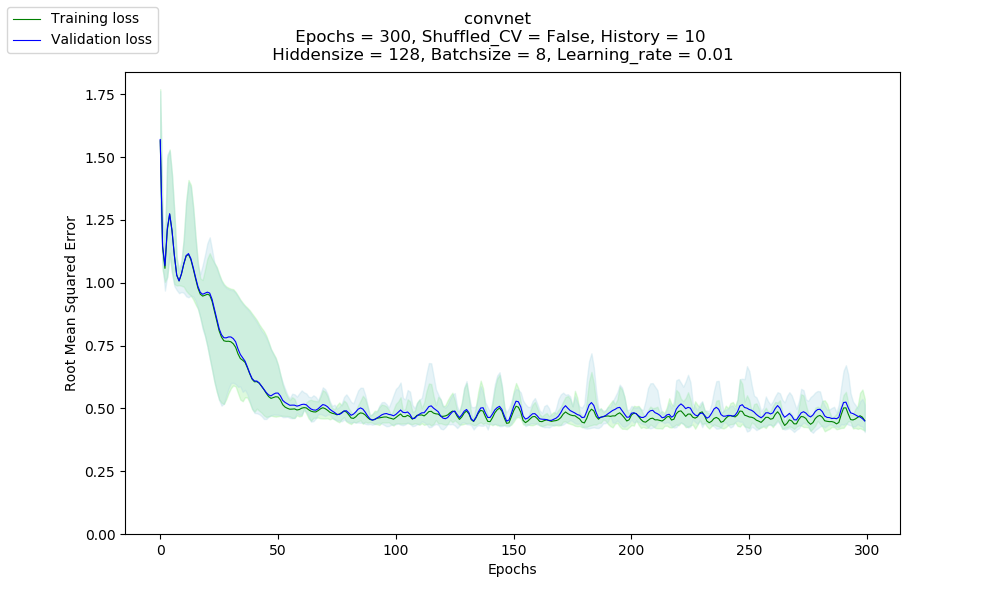 Training loss
Validation loss
convnet
Epochs = 300, Shuffled_CV = False, History = 10
Hiddensize = 128, Batchsize = 8, Learning_rate = 0.01
Root Mean Squared Error
1.75
1.50
1.25
1.00
0.75
0.50
0.25
0.00
0 50 100 150 200 250 300
Epochs